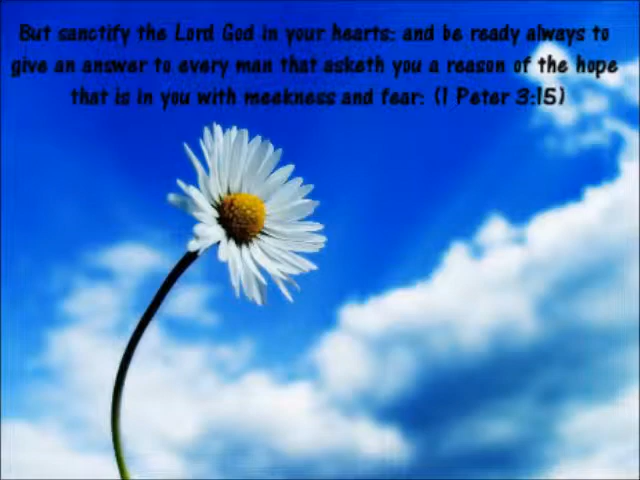 But sanctify the Lord God in your hearts: and be ready always to
give an answer to every man that asketh you a reason of the hope
that is in you with meekness and fear: (1 Peter 3:15)